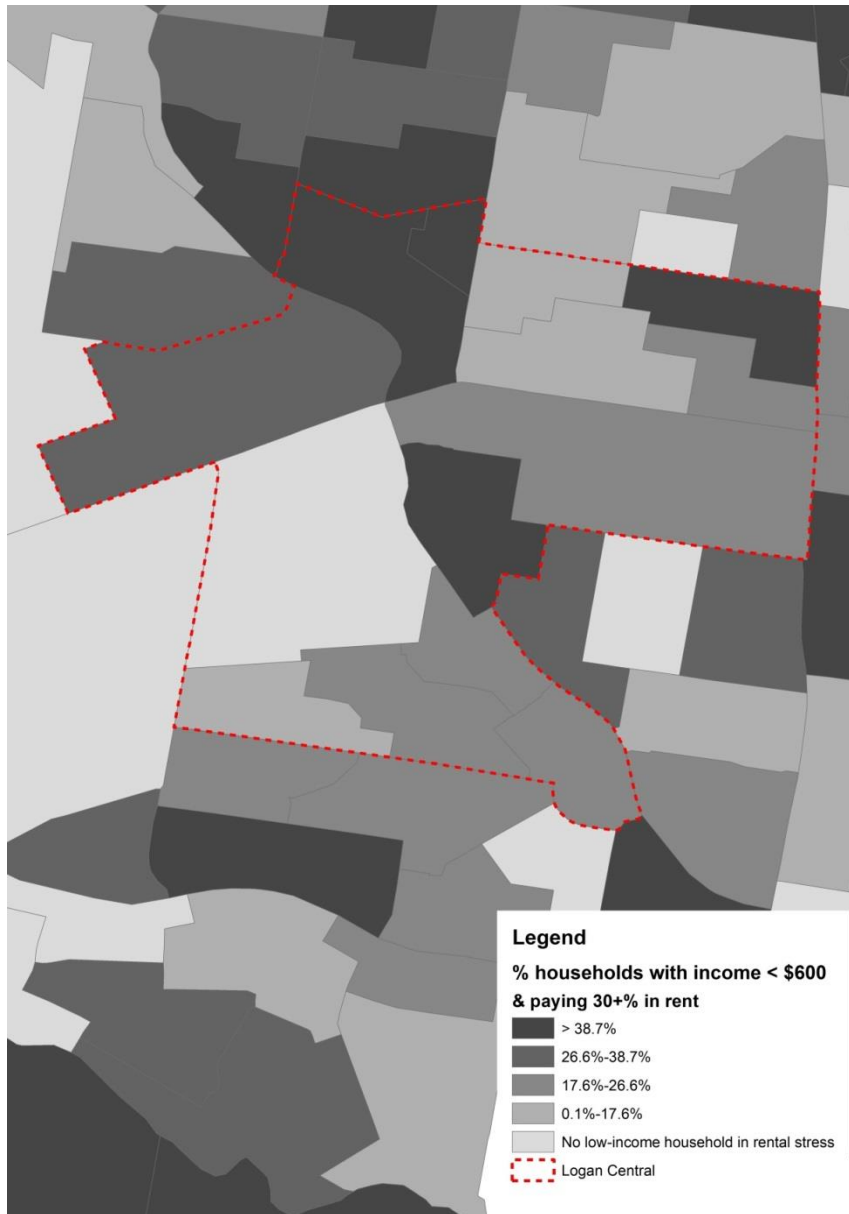 Legend
% households with income < $600
& paying 30+% in rent
> 38.7%
26.6%-38.7%
17.6%-26.6%
0.1%-17.6%
No low-income household in rental stress
Logan Central